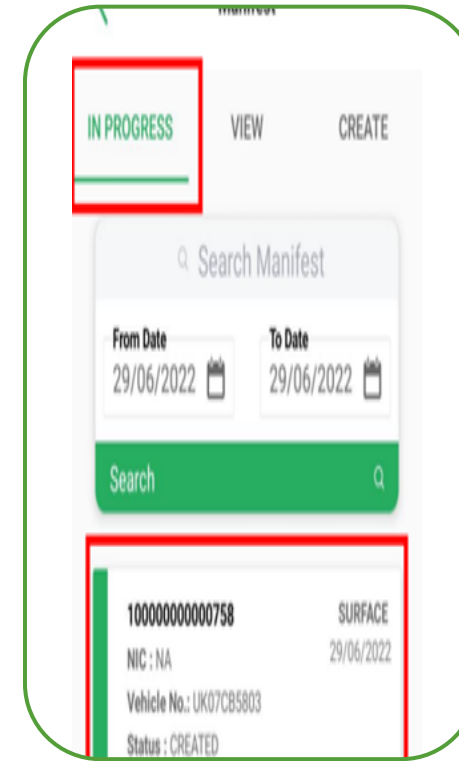 Manifest
IN PROGRESS VIEW CREATE
Search Manifest
From Date To Date
29/06/2022 29/06/2022
Search
100000000000758 SURFACE
NIC : NA 29/06/2022
Vehicle No.: UK07CB5803
Status : CREATED